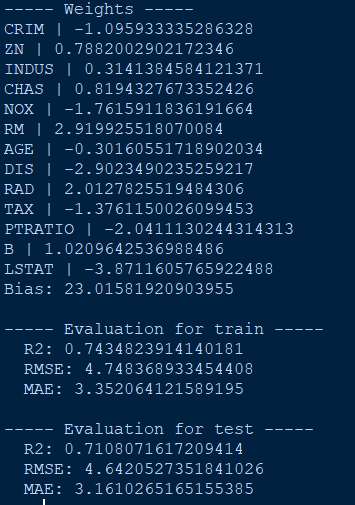 ----- Weights -----
CRIM | -1.095933335286328
ZN | 0.7882002902172346
INDUS | 0.3141384584121371
CHAS | 0.8194327673352426
NOX | -1.7615911836191664
RM | 2.919925518070084
AGE | -0.30160551718902034
DIS | -2.9023490235259217
RAD | 2.0127825519484306
TAX | -1.3761150026099453
PTRATIO | -2.0411130244314313
B | 1.0209642536988486
LSTAT | -3.8711605765922488
Bias: 23.01581920903955
----- Evaluation for train -----
R2: 0.7434823914140181
RMSE: 4.748368933454408
MAE: 3.352064121589195
----- Evaluation for test -----
R2: 0.7108071617209414
RMSE: 4.6420527351841026
MAE: 3.1610265165155385